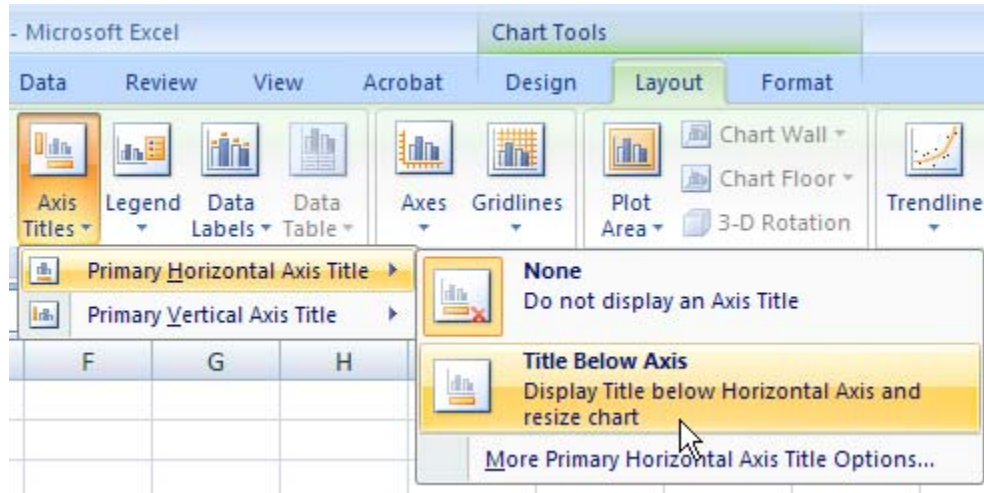 - Microsoft Excel
Chart Tools
Data Review View Acrobat Design Layout Format
Axis Titles
Legend
Data Labels
Data Table
Axes
Gridlines
Plot Area
Chart Wall
Chart Floor
3-D Rotation
Trendline
Primary Horizontal Axis Title
Primary Vertical Axis Title
None
Do not display an Axis Title
Title Below Axis
Display Title below Horizontal Axis and
resize chart
More Primary Horizontal Axis Title Options...
F G H